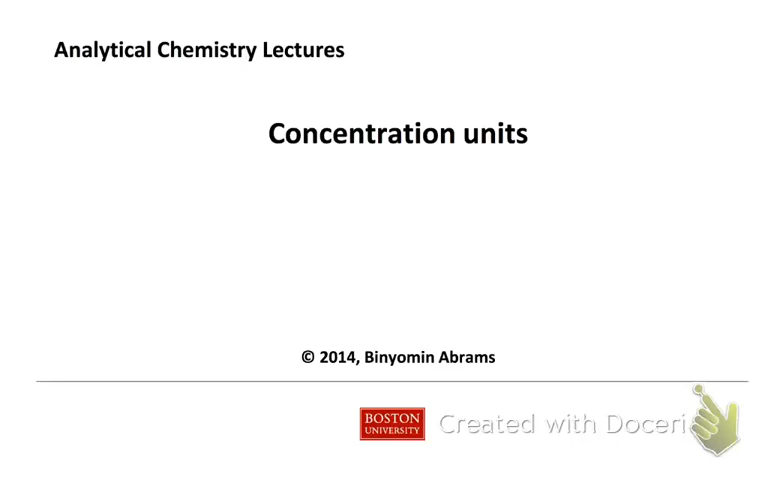 Analytical Chemistry Lectures
Concentration units
© 2014, Binyomin Abrams
BOSTON
UNIVERSITY
Created with Doceri